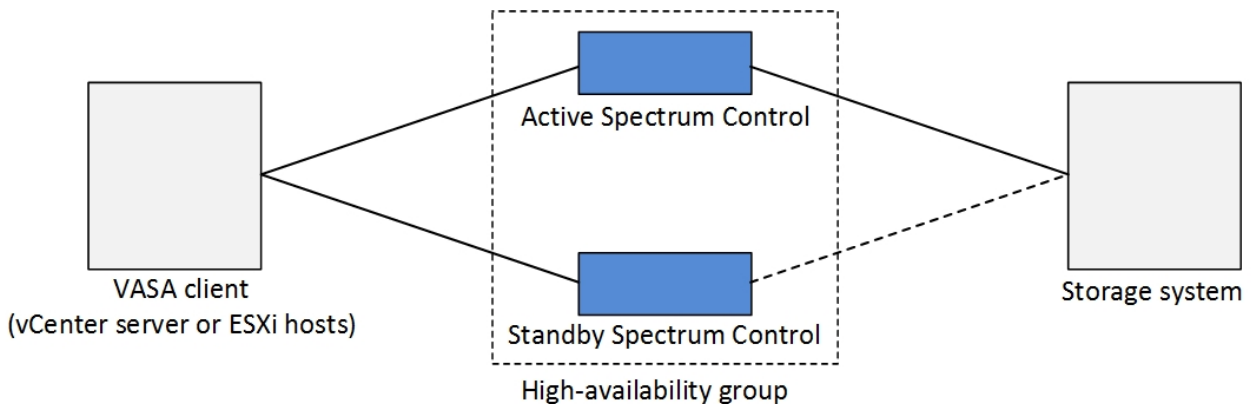 Active Spectrum Control
VASA client
(vCenter server or ESXi hosts)
Storage system
Standby Spectrum Control
High-availability group